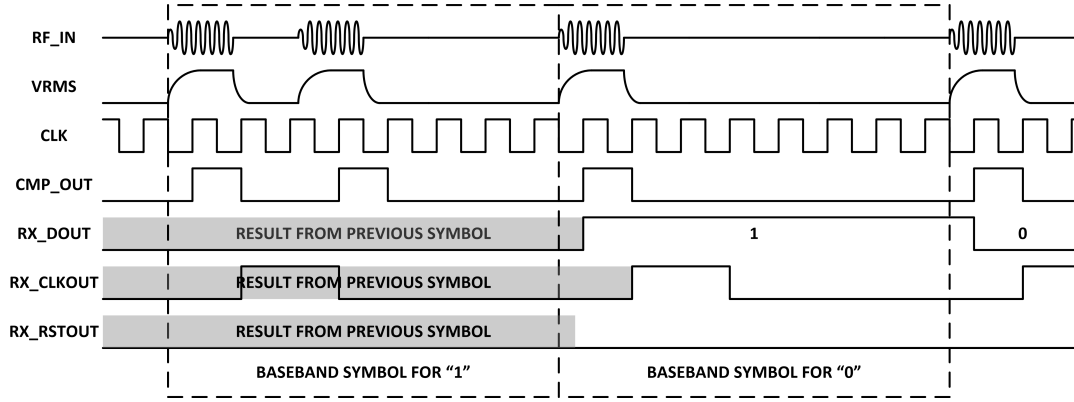 RF_IN
VRMS
CLK
CMP_OUT
RX_DOUT RESULT FROM PREVIOUS SYMBOL 1 0
RX_CLKOUT RESULT FROM PREVIOUS SYMBOL
RX_RSTOUT RESULT FROM PREVIOUS SYMBOL
BASEBAND SYMBOL FOR “1” BASEBAND SYMBOL FOR “0”